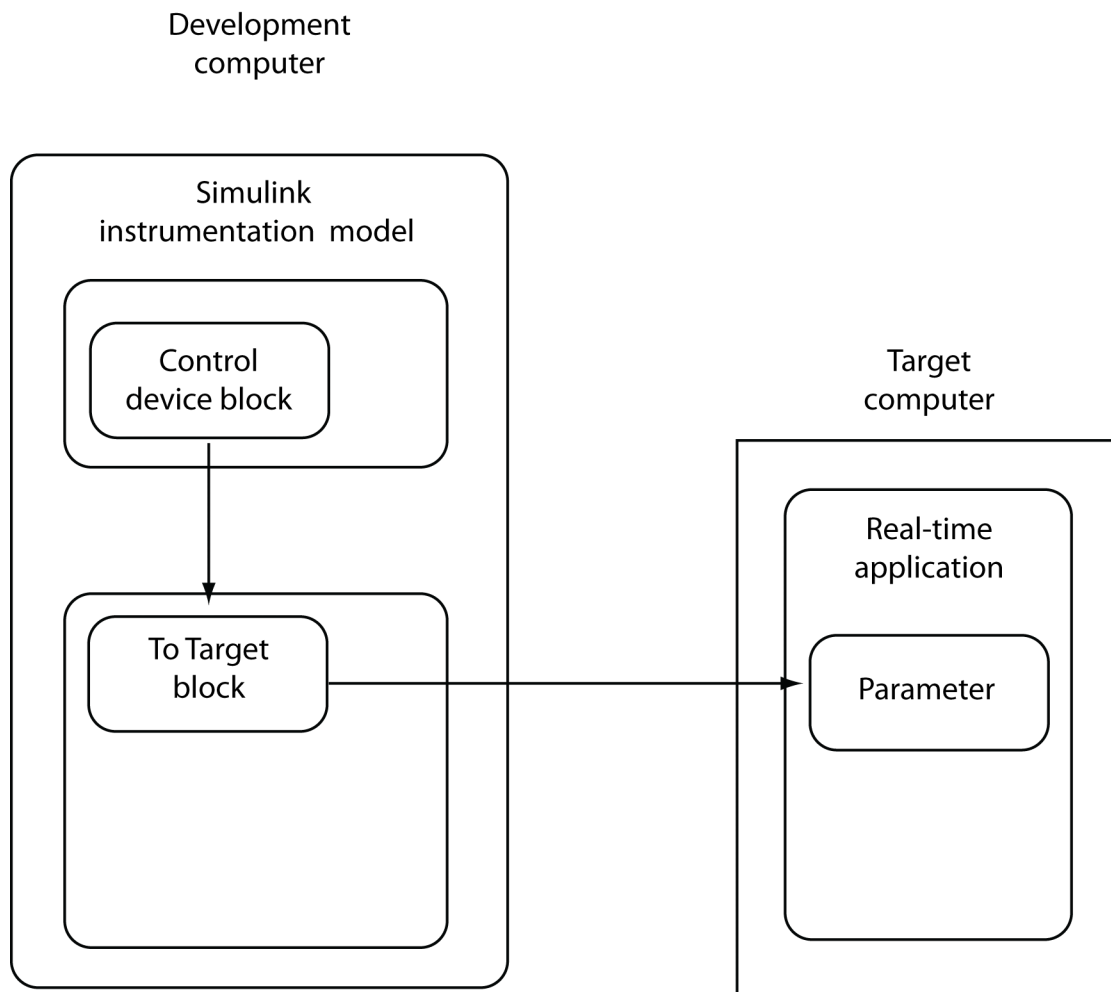 Development
computer
Simulink
instrumentation model
Control
device block
To Target
block
Target
computer
Real-time
application
Parameter